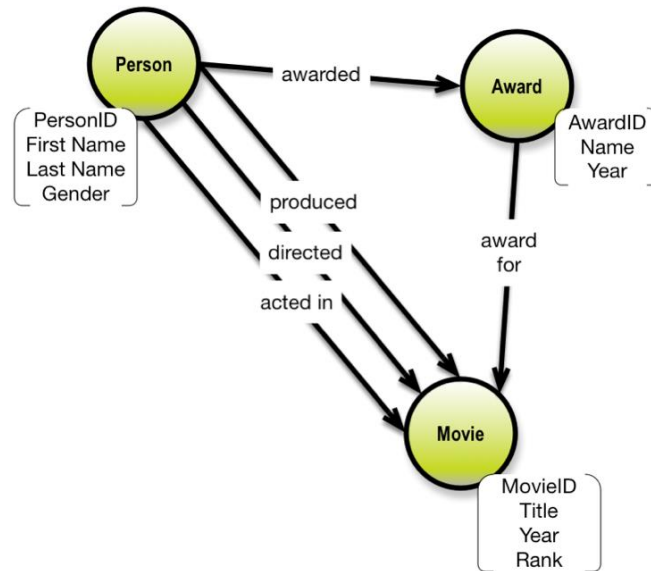 Person
awarded
Award
PersonID
First Name
Last Name
Gender
AwardID
Name
Year
produced
directed
acted in
award
for
Movie
MovieID
Title
Year
Rank